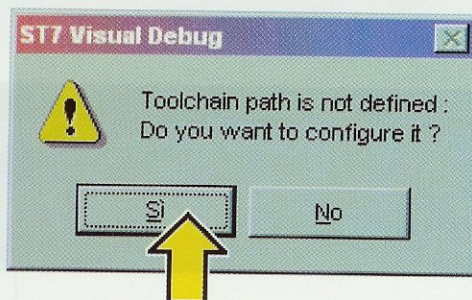 ST7 Visual Debug
Toolchain path is not defined :
Do you want to configure it ?
Sì
No